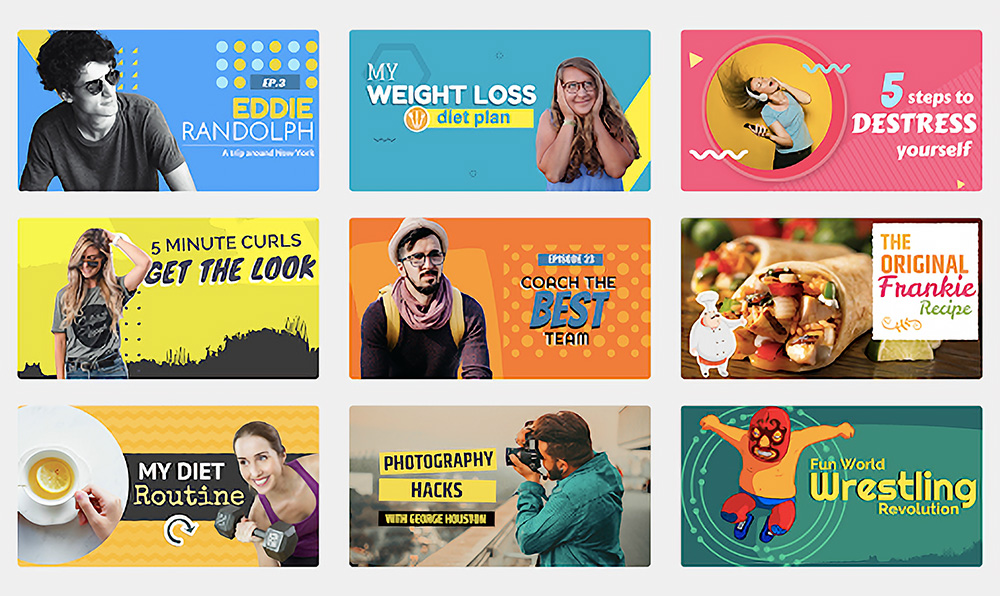 EP.3
EDDIE
RANDOLPH
A trip around New York
MY
WEIGHT LOSS
diet plan
5 steps to
DESTRESS
yourself
5 MINUTE CURLS
GET THE LOOK
EPISODE 23
COACH THE
BEST
TEAM
THE
ORIGINAL
Frankie
Recipe
MY DIET
Routine
PHOTOGRAPHY
HACKS
WITH GEORGE HOUSTON
Fun World
Wrestling
Revolution